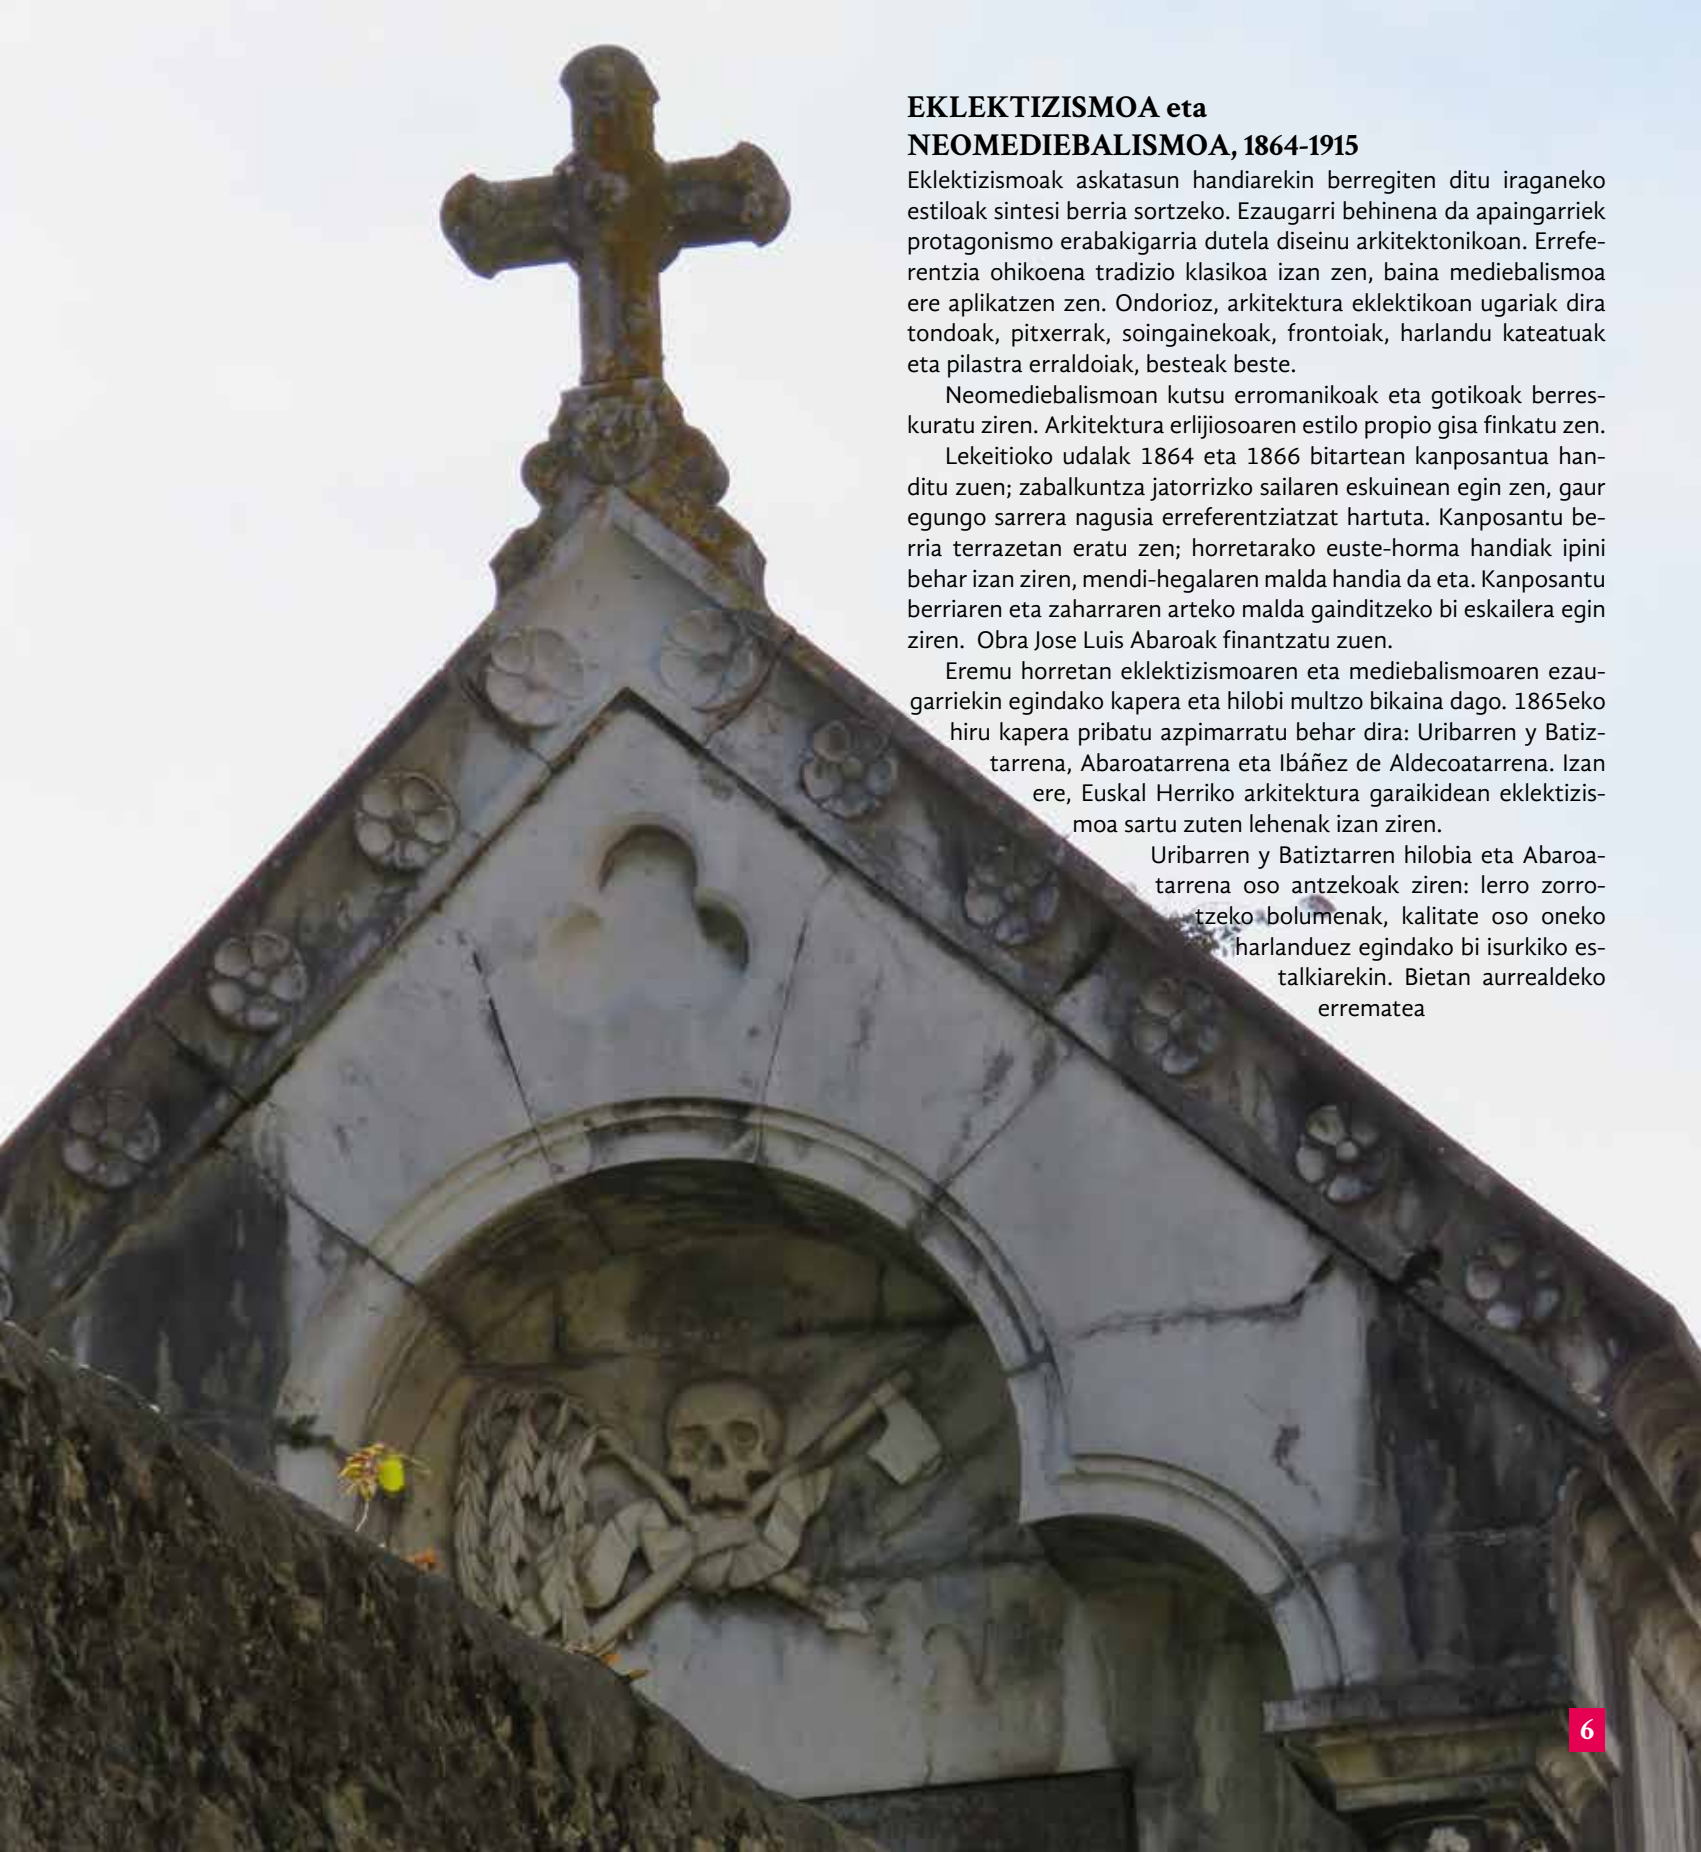 EKLEKTIZISMOA eta
NEOMEDIEBALISMOA, 1864-1915
Eklektizismoak askatasun handiarekin berregiten ditu iraganeko
estiloak sintesi berria sortzeko. Ezaugarri behinena da apaingarriek
protagonismo erabakigarria dutela diseinu arkitektonikoan. Errefe-
rentzia ohikoena tradizio klasikoa izan zen, baina mediebalismoa
ere aplikatzen zen. Ondorioz, arkitektura eklektikoan ugariak dira
tondoak, pitxerrak, soingainekoak, frontoiak, harlandu kateatuak
eta pilastra erraldoiak, besteak beste.
Neomediebalismoan kutsu erromanikoak eta gotikoak berres-
kuratu ziren. Arkitektura erlijiosoaren estilo propio gisa finkatu zen.
Lekeitioko udalak 1864 eta 1866 bitartean kanposantua han-
ditu zuen; zabalkuntza jatorrizko sailaren eskuinean egin zen, gaur
egungo sarrera nagusia erreferentziatzat hartuta. Kanposantu be-
rria terrazetan eratu zen; horretarako euste-horma handiak ipini
behar izan ziren, mendi-hegalaren malda handia da eta. Kanposantu
berriaren eta zaharraren arteko malda gainditzeko bi eskailera egin
ziren. Obra Jose Luis Abaroak finantzatu zuen.
Eremu horretan eklektizismoaren eta mediebalismoaren ezau-
garriekin egindako kapera eta hilobi multzo bikaina dago. 1865eko
hiru kapera pribatu azpimarratu behar dira: Uribarren y Batiz-
tarrena, Abaroatarrena eta Ibáñez de Aldecoatarrena. Izan
ere, Euskal Herriko arkitektura garaikidean eklektizis-
moa sartu zuten lehenak izan ziren.
Uribarren y Batiztarren hilobia eta Abaroa-
tarrena oso antzekoak ziren: lerro zorro-
tzeko bolumenak, kalitate oso oneko
harlanduez egindako bi isurkiko es-
talkiarekin. Bietan aurrealdeko
errematea
6